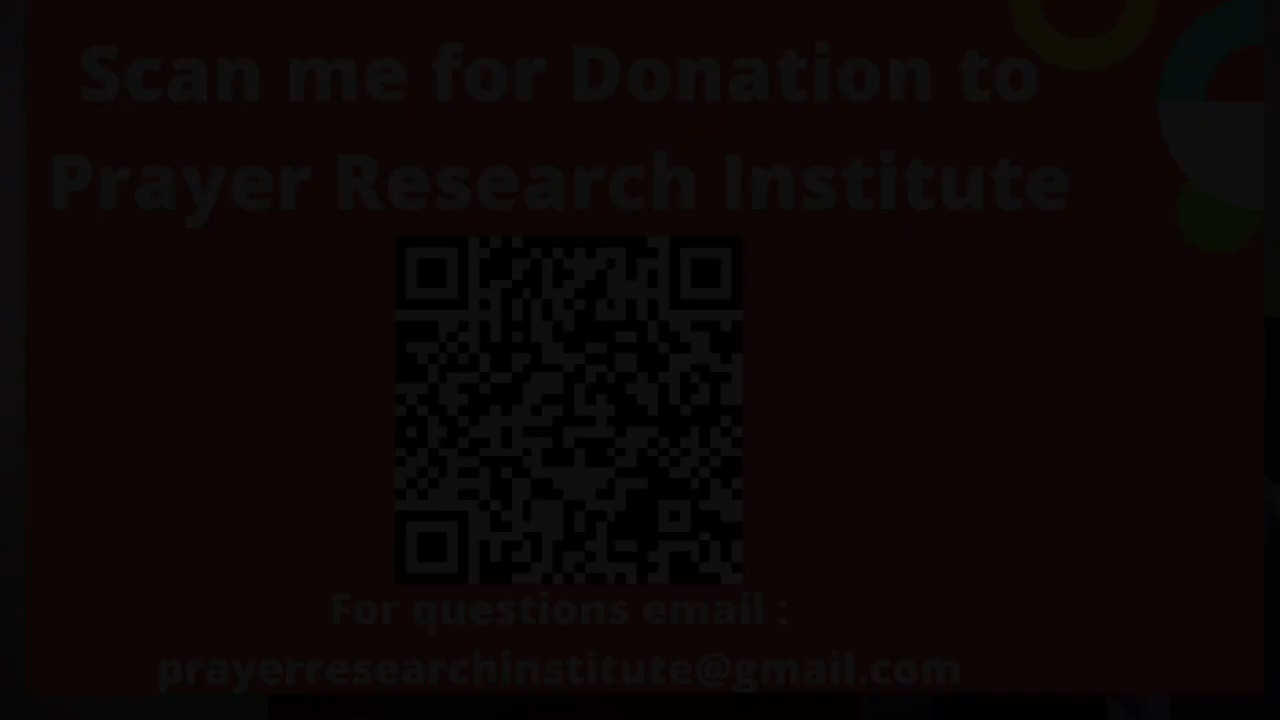 Scan me for Donation to
Prayer Research Institute
For questions email :
prayerresearchinstitute@gmail.com